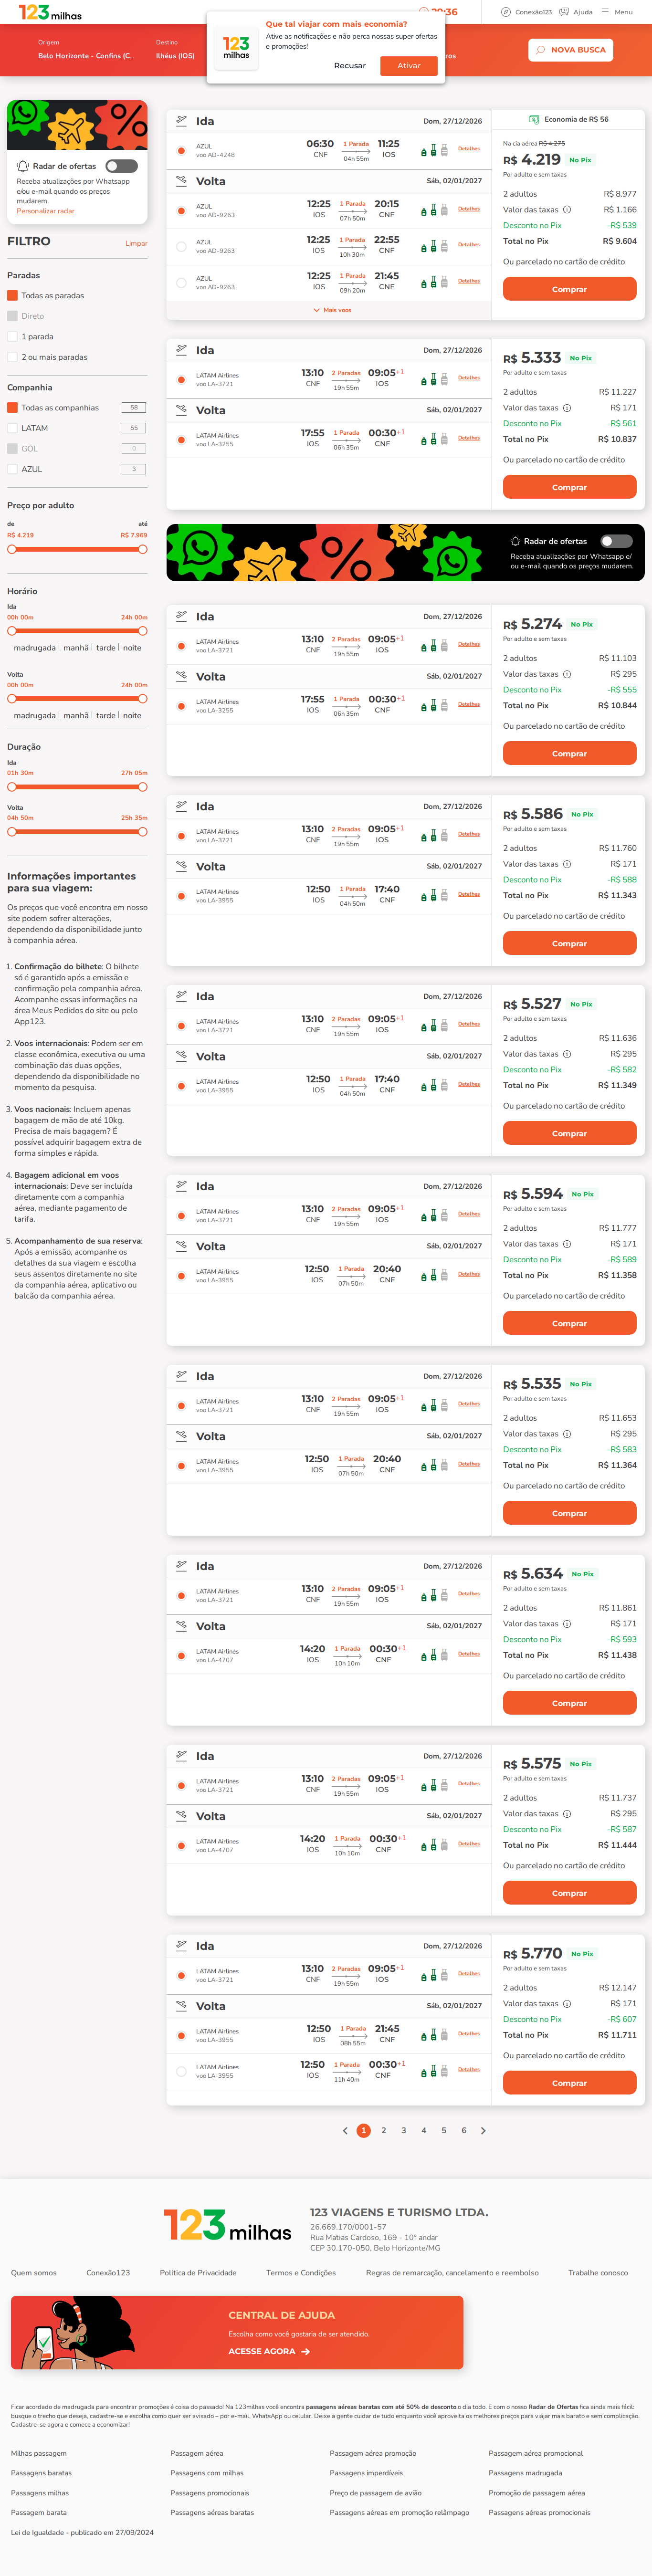 123milhas
Conexão123
Ajuda
Menu
Que tal viajar com mais economia?
Ative as notificações e não perca nossas super ofertas
e promoções!
Recusar
Ativar
123
milhas
Origem
Belo Horizonte - Confins (C...
Destino
Ilhéus (IOS)
NOVA BUSCA
Radar de ofertas
Receba atualizações por Whatsapp
e/ou e-mail quando os preços
mudarem.
Personalizar radar
FILTRO
Limpar
Paradas
Todas as paradas
Direto
1 parada
2 ou mais paradas
Companhia
Todas as companhias 58
LATAM 55
GOL 0
AZUL 3
Preço por adulto
de até
R$ 4.219 R$ 7.969
Horário
Ida
00h 00m 24h 00m
madrugada manhã tarde noite
Volta
00h 00m 24h 00m
madrugada manhã tarde noite
Duração
Ida
01h 30m 27h 05m
Volta
04h 50m 25h 35m
Informações importantes
para sua viagem:
Os preços que você encontra em nosso
site podem sofrer alterações,
dependendo da disponibilidade junto
à companhia aérea.
1. Confirmação do bilhete: O bilhete
só é garantido após a emissão e
confirmação pela companhia aérea.
Acompanhe essas informações na
área Meus Pedidos do site ou pelo
App123.
2. Voos internacionais: Podem ser em
classe econômica, executiva ou uma
combinação das duas opções,
dependendo da disponibilidade no
momento da pesquisa.
3. Voos nacionais: Incluem apenas
bagagem de mão de até 10kg.
Precisa de mais bagagem? É
possível adquirir bagagem extra de
forma simples e rápida.
4. Bagagem adicional em voos
internacionais: Deve ser incluída
diretamente com a companhia
aérea, mediante pagamento de
tarifa.
5. Acompanhamento de sua reserva:
Após a emissão, acompanhe os
detalhes da sua viagem e escolha
seus assentos diretamente no site
da companhia aérea, aplicativo ou
balcão da companhia aérea.
Ida Dom, 27/12/2026
AZUL
voo AD-4248
06:30 1 Parada 11:25
CNF 04h 55m IOS
Detalhes
Volta Sáb, 02/01/2027
AZUL
voo AD-9263
12:25 1 Parada 20:15
IOS 07h 50m CNF
Detalhes
AZUL
voo AD-9263
12:25 1 Parada 22:55
IOS 10h 30m CNF
Detalhes
AZUL
voo AD-9263
12:25 1 Parada 21:45
IOS 09h 20m CNF
Detalhes
Mais voos
Economia de R$ 56
Na cia aérea R$ 4.275
R$ 4.219 No Pix
Por adulto e sem taxas
2 adultos R$ 8.977
Valor das taxas R$ 1.166
Desconto no Pix -R$ 539
Total no Pix R$ 9.604
Ou parcelado no cartão de crédito
Comprar
Ida Dom, 27/12/2026
LATAM Airlines
voo LA-3721
13:10 2 Paradas 09:05+1
CNF 19h 55m IOS
Detalhes
Volta Sáb, 02/01/2027
LATAM Airlines
voo LA-3255
17:55 1 Parada 00:30+1
IOS 06h 35m CNF
Detalhes
R$ 5.333 No Pix
Por adulto e sem taxas
2 adultos R$ 11.227
Valor das taxas R$ 171
Desconto no Pix -R$ 561
Total no Pix R$ 10.837
Ou parcelado no cartão de crédito
Comprar
Radar de ofertas
Receba atualizações por Whatsapp e/
ou e-mail quando os preços mudarem.
Ida Dom, 27/12/2026
LATAM Airlines
voo LA-3721
13:10 2 Paradas 09:05+1
CNF 19h 55m IOS
Detalhes
Volta Sáb, 02/01/2027
LATAM Airlines
voo LA-3255
17:55 1 Parada 00:30+1
IOS 06h 35m CNF
Detalhes
R$ 5.274 No Pix
Por adulto e sem taxas
2 adultos R$ 11.103
Valor das taxas R$ 295
Desconto no Pix -R$ 555
Total no Pix R$ 10.844
Ou parcelado no cartão de crédito
Comprar
Ida Dom, 27/12/2026
LATAM Airlines
voo LA-3721
13:10 2 Paradas 09:05+1
CNF 19h 55m IOS
Detalhes
Volta Sáb, 02/01/2027
LATAM Airlines
voo LA-3955
12:50 1 Parada 17:40
IOS 04h 50m CNF
Detalhes
R$ 5.586 No Pix
Por adulto e sem taxas
2 adultos R$ 11.760
Valor das taxas R$ 171
Desconto no Pix -R$ 588
Total no Pix R$ 11.343
Ou parcelado no cartão de crédito
Comprar
Ida Dom, 27/12/2026
LATAM Airlines
voo LA-3721
13:10 2 Paradas 09:05+1
CNF 19h 55m IOS
Detalhes
Volta Sáb, 02/01/2027
LATAM Airlines
voo LA-3955
12:50 1 Parada 17:40
IOS 04h 50m CNF
Detalhes
R$ 5.527 No Pix
Por adulto e sem taxas
2 adultos R$ 11.636
Valor das taxas R$ 295
Desconto no Pix -R$ 582
Total no Pix R$ 11.349
Ou parcelado no cartão de crédito
Comprar
Ida Dom, 27/12/2026
LATAM Airlines
voo LA-3721
13:10 2 Paradas 09:05+1
CNF 19h 55m IOS
Detalhes
Volta Sáb, 02/01/2027
LATAM Airlines
voo LA-3955
12:50 1 Parada 20:40
IOS 07h 50m CNF
Detalhes
R$ 5.594 No Pix
Por adulto e sem taxas
2 adultos R$ 11.777
Valor das taxas R$ 171
Desconto no Pix -R$ 589
Total no Pix R$ 11.358
Ou parcelado no cartão de crédito
Comprar
Ida Dom, 27/12/2026
LATAM Airlines
voo LA-3721
13:10 2 Paradas 09:05+1
CNF 19h 55m IOS
Detalhes
Volta Sáb, 02/01/2027
LATAM Airlines
voo LA-3955
12:50 1 Parada 20:40
IOS 07h 50m CNF
Detalhes
R$ 5.535 No Pix
Por adulto e sem taxas
2 adultos R$ 11.653
Valor das taxas R$ 295
Desconto no Pix -R$ 583
Total no Pix R$ 11.364
Ou parcelado no cartão de crédito
Comprar
Ida Dom, 27/12/2026
LATAM Airlines
voo LA-3721
13:10 2 Paradas 09:05+1
CNF 19h 55m IOS
Detalhes
Volta Sáb, 02/01/2027
LATAM Airlines
voo LA-4707
14:20 1 Parada 00:30+1
IOS 10h 10m CNF
Detalhes
R$ 5.634 No Pix
Por adulto e sem taxas
2 adultos R$ 11.861
Valor das taxas R$ 171
Desconto no Pix -R$ 593
Total no Pix R$ 11.438
Ou parcelado no cartão de crédito
Comprar
Ida Dom, 27/12/2026
LATAM Airlines
voo LA-3721
13:10 2 Paradas 09:05+1
CNF 19h 55m IOS
Detalhes
Volta Sáb, 02/01/2027
LATAM Airlines
voo LA-4707
14:20 1 Parada 00:30+1
IOS 10h 10m CNF
Detalhes
R$ 5.575 No Pix
Por adulto e sem taxas
2 adultos R$ 11.737
Valor das taxas R$ 295
Desconto no Pix -R$ 587
Total no Pix R$ 11.444
Ou parcelado no cartão de crédito
Comprar
Ida Dom, 27/12/2026
LATAM Airlines
voo LA-3721
13:10 2 Paradas 09:05+1
CNF 19h 55m IOS
Detalhes
Volta Sáb, 02/01/2027
LATAM Airlines
voo LA-3955
12:50 1 Parada 21:45
IOS 08h 55m CNF
Detalhes
LATAM Airlines
voo LA-3955
12:50 1 Parada 00:30+1
IOS 11h 40m CNF
Detalhes
R$ 5.770 No Pix
Por adulto e sem taxas
2 adultos R$ 12.147
Valor das taxas R$ 171
Desconto no Pix -R$ 607
Total no Pix R$ 11.711
Ou parcelado no cartão de crédito
Comprar
1 2 3 4 5 6
123milhas
123 VIAGENS E TURISMO LTDA.
26.669.170/0001-57
Rua Matias Cardoso, 169 - 10° andar
CEP 30.170-050, Belo Horizonte/MG
Quem somos
Conexão123
Política de Privacidade
Termos e Condições
Regras de remarcação, cancelamento e reembolso
Trabalhe conosco
CENTRAL DE AJUDA
Escolha como você gostaria de ser atendido.
ACESSE AGORA
Ficar acordado de madrugada para encontrar promoções é coisa do passado! Na 123milhas você encontra passagens aéreas baratas com até 50% de desconto o dia todo. E com o nosso Radar de Ofertas fica ainda mais fácil:
busque o trecho que deseja, cadastre-se e escolha como quer ser avisado – por e-mail, WhatsApp ou celular. Deixe a gente cuidar de tudo enquanto você aproveita os melhores preços para viajar mais barato e sem complicação.
Cadastre-se agora e comece a economizar!
Milhas passagem Passagem aérea Passagem aérea promoção Passagem aérea promocional
Passagens baratas Passagens com milhas Passagens imperdíveis Passagens madrugada
Passagens milhas Passagens promocionais Preço de passagem de avião Promoção de passagem aérea
Passagem barata Passagens aéreas baratas Passagens aéreas em promoção relâmpago Passagens aéreas promocionais
Lei de Igualdade - publicado em 27/09/2024